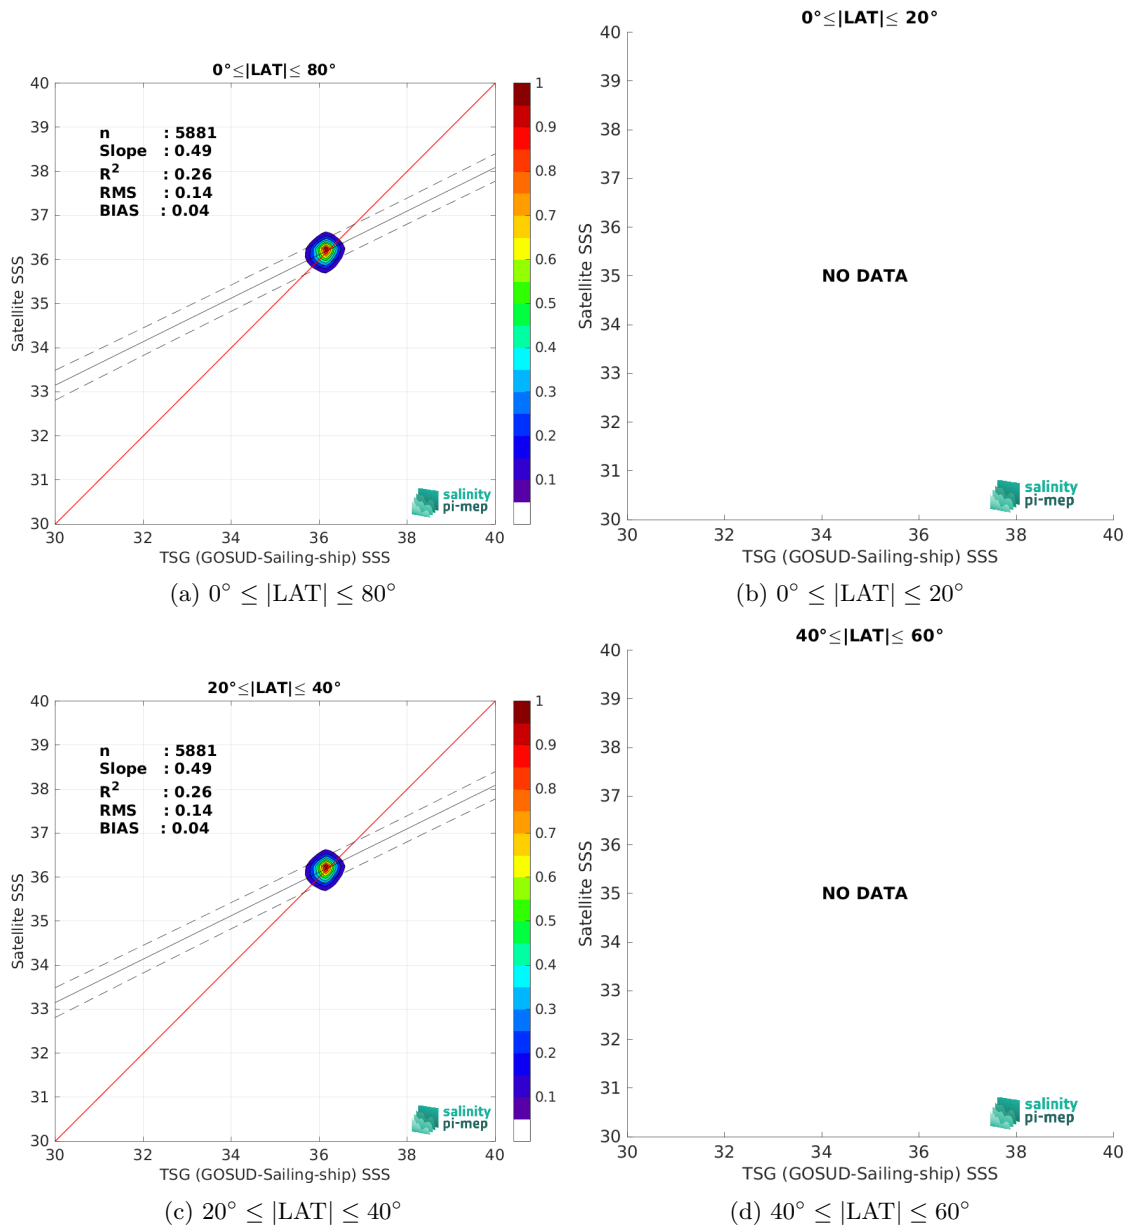 0°≤|LAT|≤ 80°
40
39
38
37
36
35
34
33
32
31
30
Satellite SSS
n : 5881
Slope : 0.49
R² : 0.26
RMS : 0.14
BIAS : 0.04
salinity
pi-mep
30 32 34 36 38 40
TSG (GOSUD-Sailing-ship) SSS
1
0.9
0.8
0.7
0.6
0.5
0.4
0.3
0.2
0.1
(a) 0° ≤ |LAT| ≤ 80°
0°≤|LAT|≤ 20°
40
39
38
37
36
35
34
33
32
31
30
Satellite SSS
NO DATA
salinity
pi-mep
30 32 34 36 38 40
TSG (GOSUD-Sailing-ship) SSS
(b) 0° ≤ |LAT| ≤ 20°
20°≤|LAT|≤ 40°
40
39
38
37
36
35
34
33
32
31
30
Satellite SSS
n : 5881
Slope : 0.49
R² : 0.26
RMS : 0.14
BIAS : 0.04
salinity
pi-mep
30 32 34 36 38 40
TSG (GOSUD-Sailing-ship) SSS
1
0.9
0.8
0.7
0.6
0.5
0.4
0.3
0.2
0.1
(c) 20° ≤ |LAT| ≤ 40°
40°≤|LAT|≤ 60°
40
39
38
37
36
35
34
33
32
31
30
Satellite SSS
NO DATA
salinity
pi-mep
30 32 34 36 38 40
TSG (GOSUD-Sailing-ship) SSS
(d) 40° ≤ |LAT| ≤ 60°